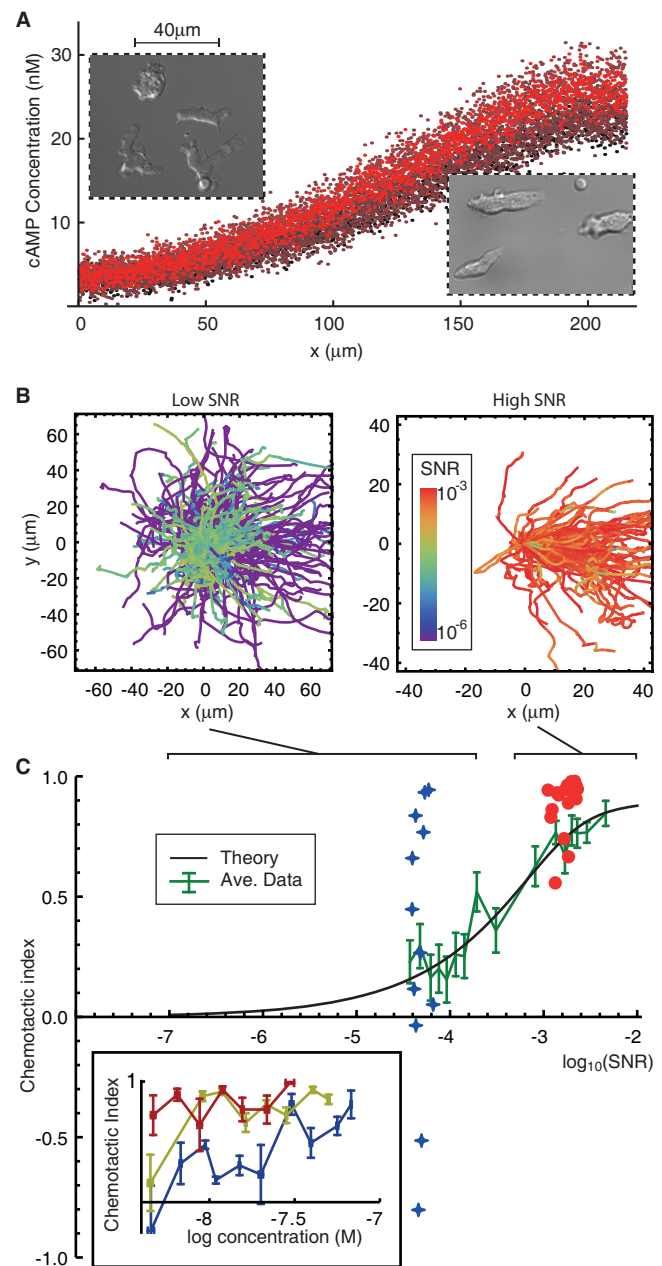 A
40μm
cAMP Concentration (nM)
30
20
10
0
50
100
150
200
x (μm)
B
Low SNR
High SNR
y (μm)
60
40
20
0
-20
-40
-60
-60
-40
-20
0
20
40
60
x (μm)
SNR
10-3
10-6
40
20
0
-20
-40
-40
-20
0
20
40
x (μm)
C
Chemotactic index
1.0
0.5
0.0
-0.5
-1.0
Theory
Ave. Data
-7
-6
-5
-4
-3
-2
log10(SNR)
Chemotactic Index
1
-8
-7.5
-7
log concentration (M)